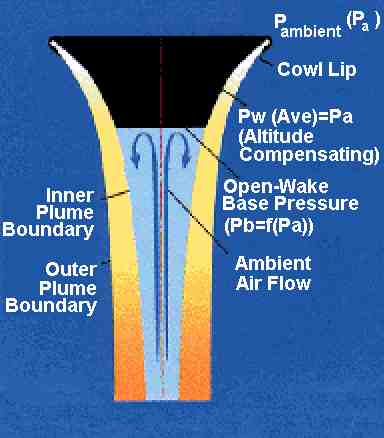 Pambient (Pa)
Cowl Lip
Pw (Ave)=Pa
(Altitude
Compensating)
Open-Wake
Base Pressure
(Pb=f(Pa))
Ambient
Air Flow
Inner
Plume
Boundary
Outer
Plume
Boundary